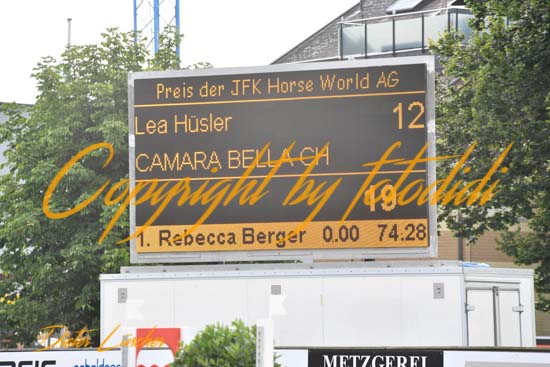 Preis der JFK Horse World AG
Lea Hüsler 12
CAMARA BELLA CH
Copyright by fotodidi
19
1. Rebecca Berger 0.00 74.28
METZGEREI